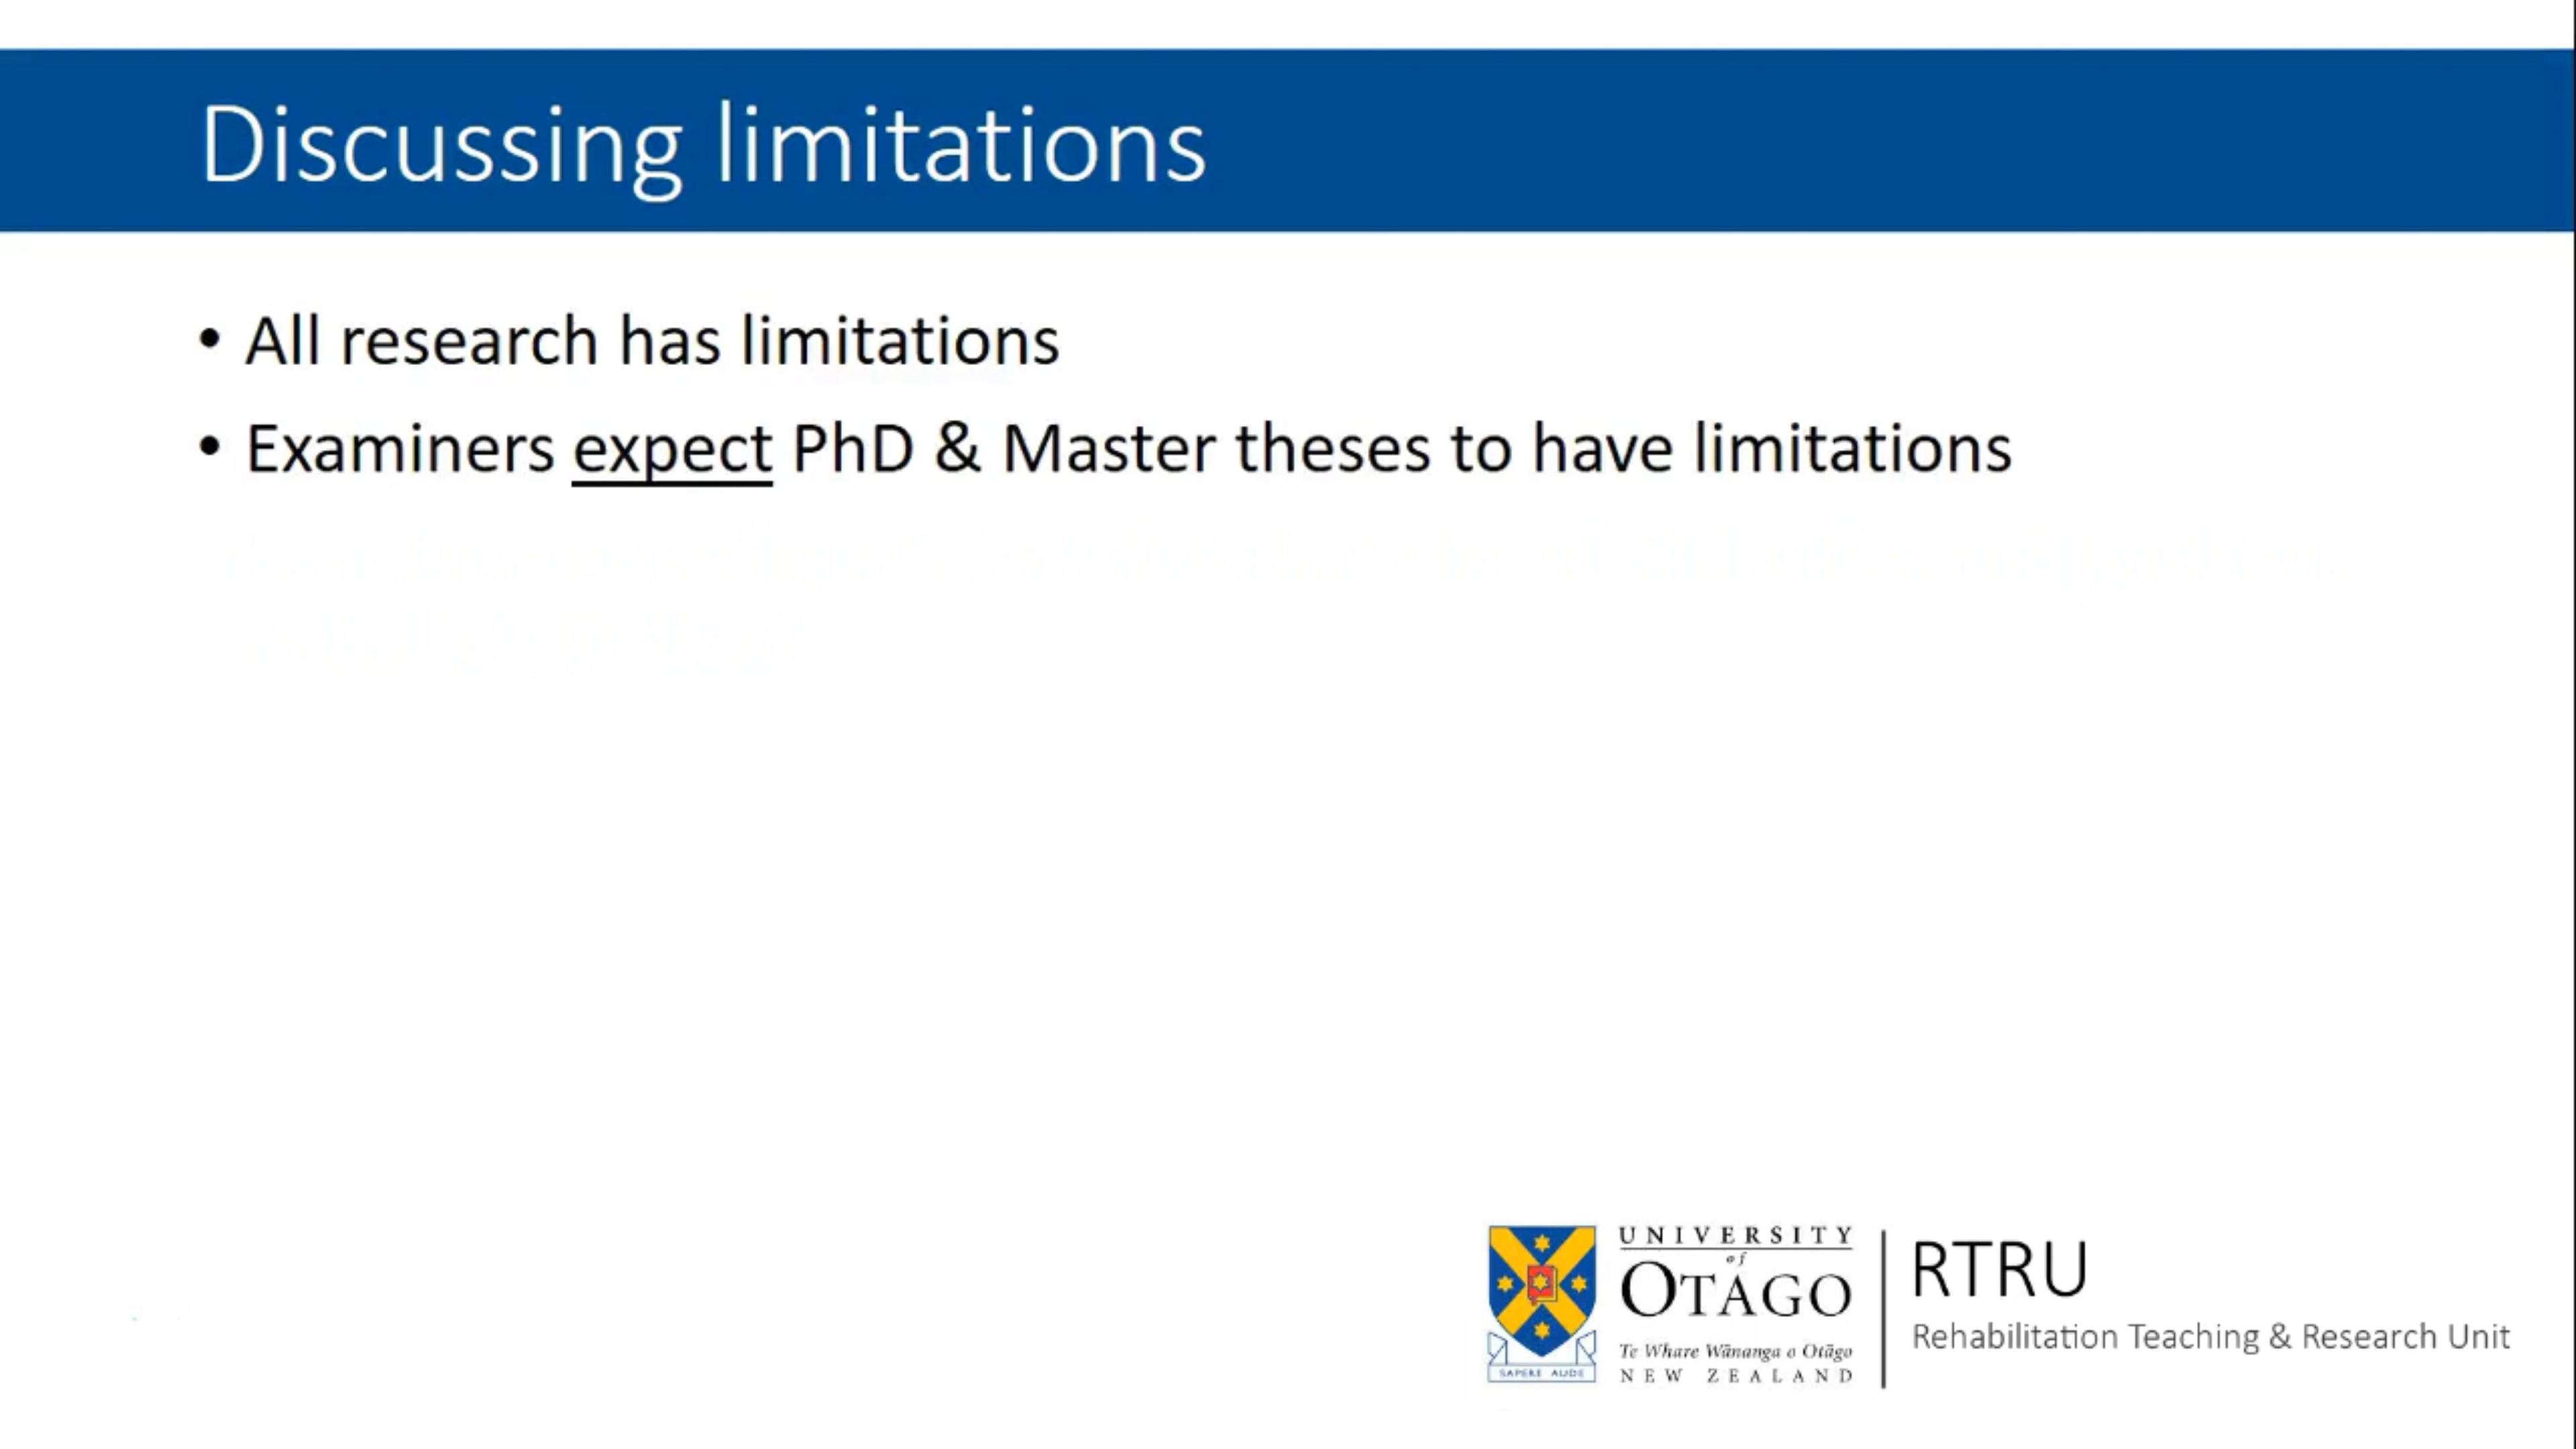 Discussing limitations
• All research has limitations
• Examiners expect PhD & Master theses to have limitations
UNIVERSITY
of
OTAGO
Te Whare Wānanga o Otāgo
NEW ZEALAND
SAPERE AUDE
RTRU
Rehabilitation Teaching & Research Unit